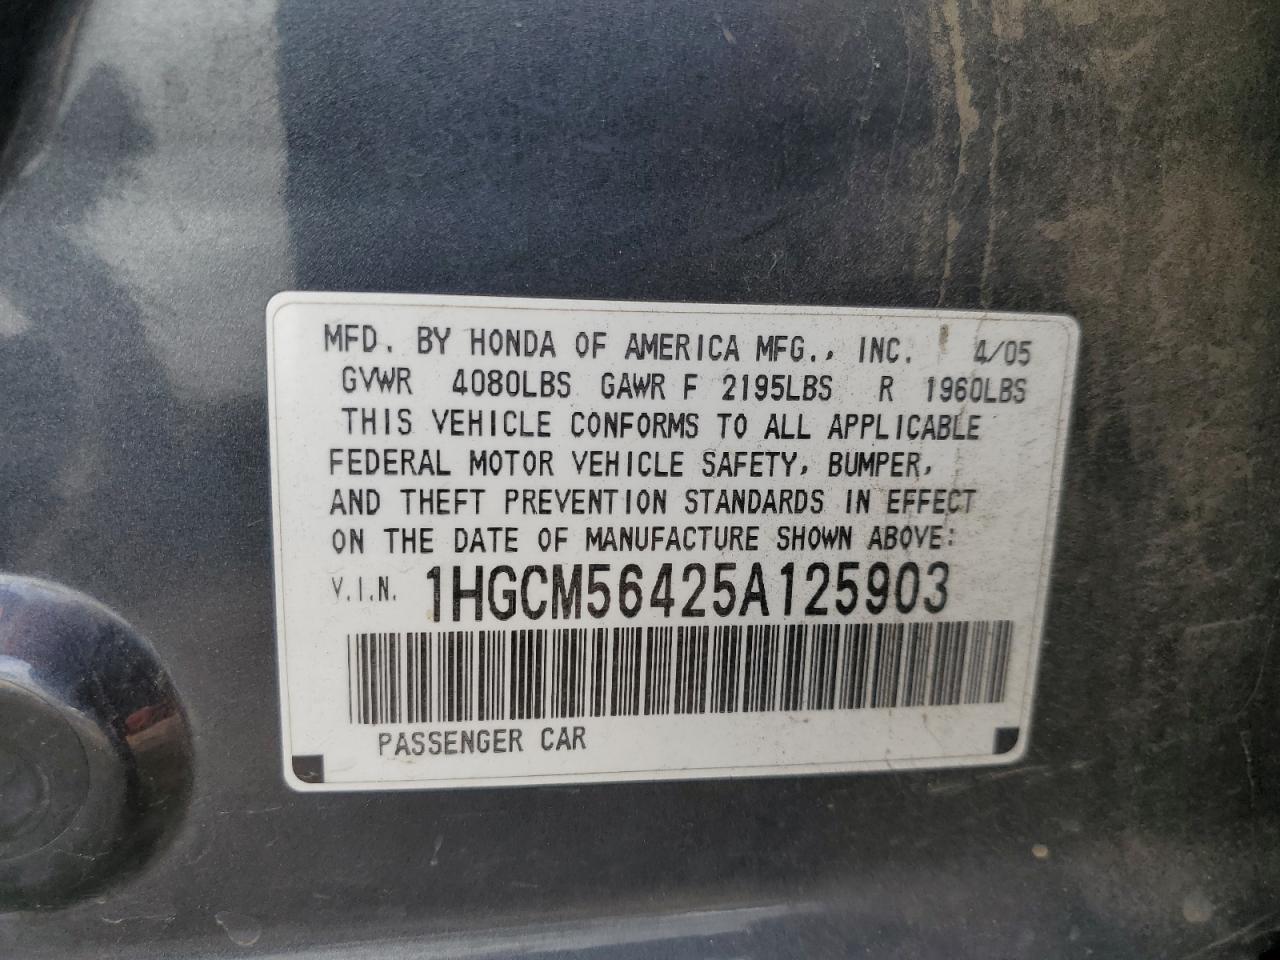 MFD. BY HONDA OF AMERICA MFG., INC. 4/05
GVWR 4080LBS GAWR F 2195LBS R 1960LBS
THIS VEHICLE CONFORMS TO ALL APPLICABLE
FEDERAL MOTOR VEHICLE SAFETY, BUMPER,
AND THEFT PREVENTION STANDARDS IN EFFECT
ON THE DATE OF MANUFACTURE SHOWN ABOVE:
V.I.N. 1HGCM56425A125903
PASSENGER CAR